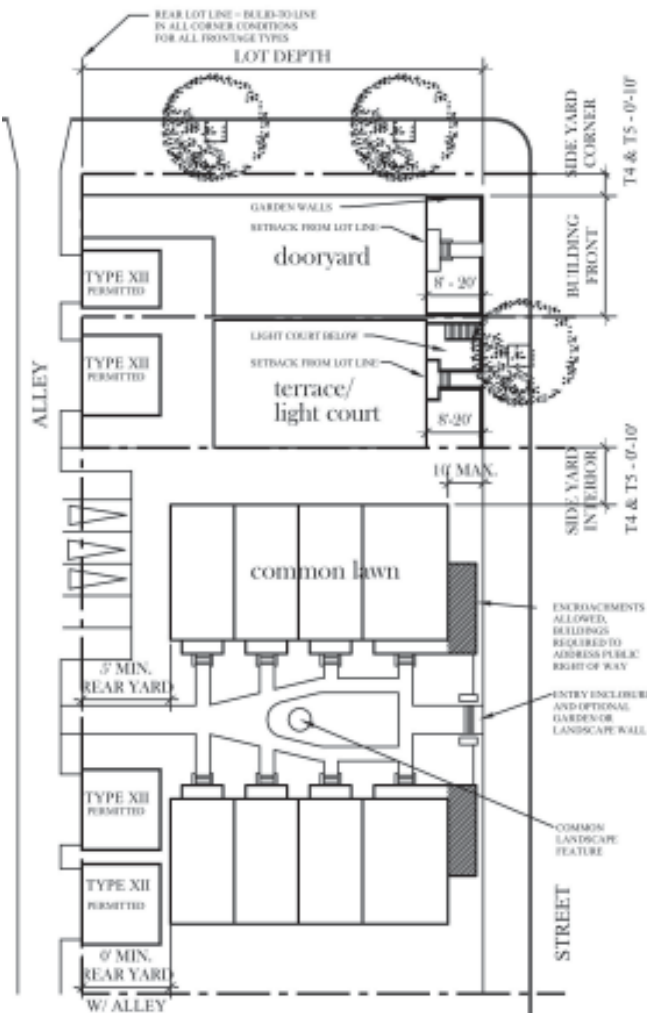 REAR LOT LINE = BULID-TO LINE
IN ALL CORNER CONDITIONS
FOR ALL FRONTAGE TYPES
LOT DEPTH
SIDE YARD
CORNER
T4 & T5 - 0'-10'
GARDEN WALLS
SETBACK FROM LOT LINE
dooryard
8' - 20'
BUILDING
FRONT
TYPE XII
PERMITTED
LIGHT COURT BELOW
SETBACK FROM LOT LINE
terrace/
light court
8'-20'
TYPE XII
PERMITTED
ALLEY
10' MAX.
SIDE YARD
INTERIOR
T4 & T5 - 0'-10'
common lawn
ENCROACHMENTS
ALLOWED,
BUILDINGS
REQUIRED TO
ADDRESS PUBLIC
RIGHT OF WAY
3' MIN.
REAR YARD
ENTRY ENCLOSURE
AND OPTIONAL
GARDEN OR
LANDSCAPE WALL
TYPE XII
PERMITTED
COMMON
LANDSCAPE
FEATURE
TYPE XII
PERMITTED
STREET
0' MIN.
REAR YARD
W/ ALLEY